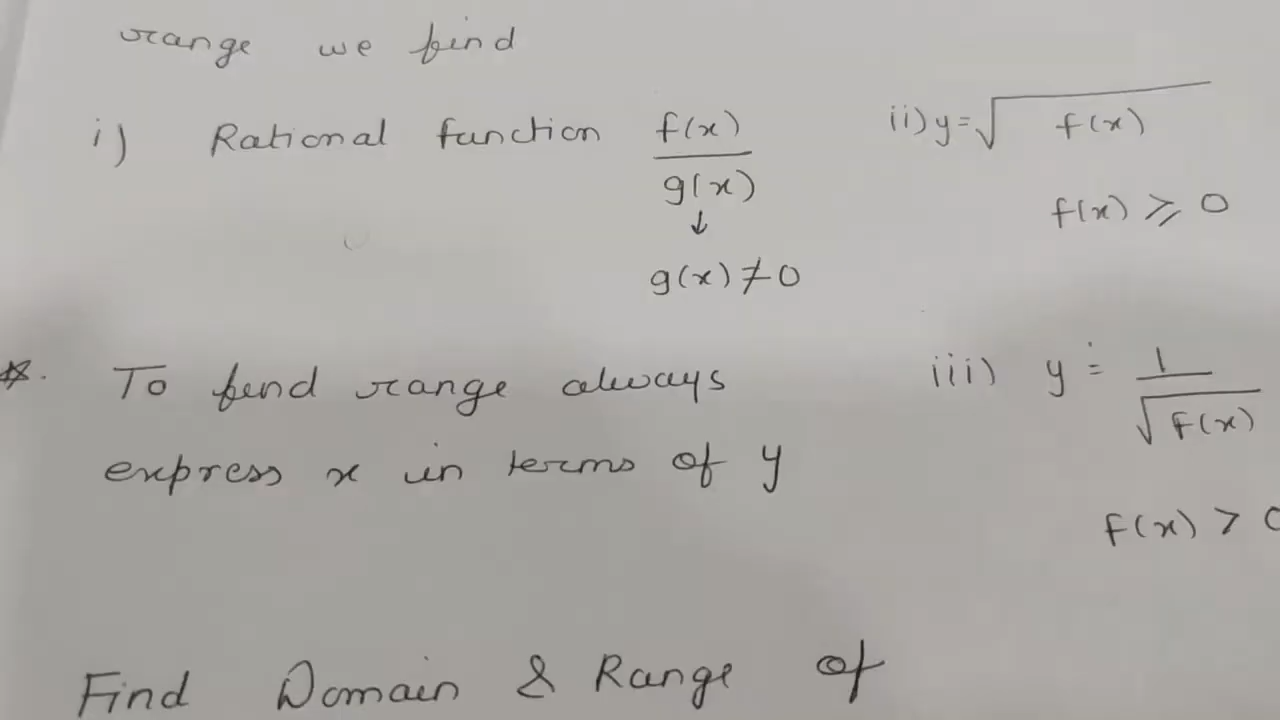 range we find
i) Rational function f(x)/g(x)
↓
g(x) ≠ 0
ii) y = √f(x)
f(x) ≥ 0
*. To find range always
express x in terms of y
iii) y = 1/√f(x)
f(x) > 0
Find Domain & Range of